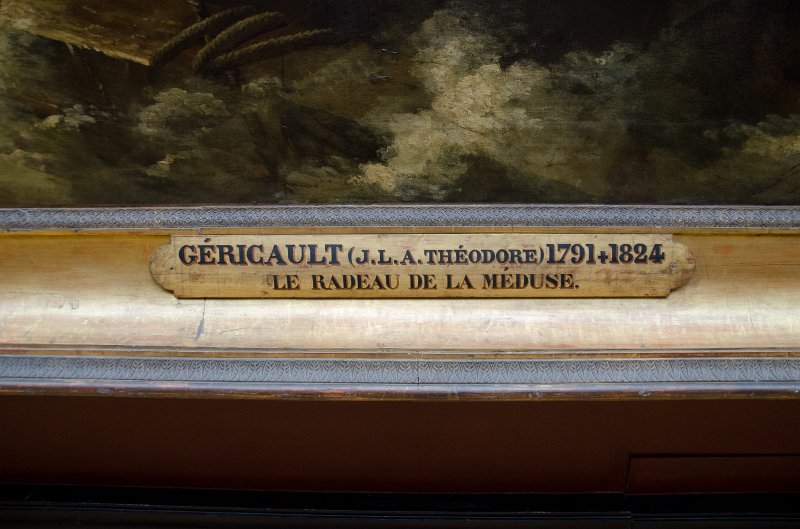 GÉRICAULT (J.L.A.THÉODORE) 1791+1824
LE RADEAU DE LA MÉDUSE.